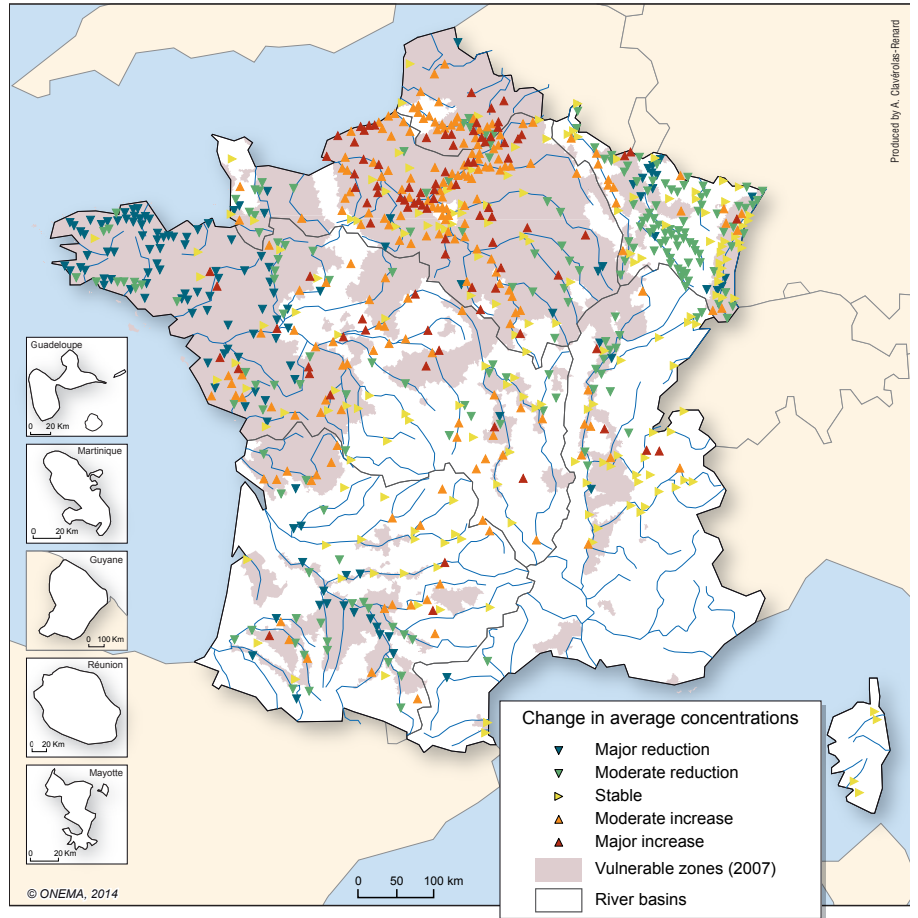 Produced by A. Clavérolas-Renard
Guadeloupe
0 20 Km
Martinique
0 20 Km
Guyane
0 100 Km
Réunion
0 20 Km
Mayotte
0 20 Km
© ONEMA, 2014
0 50 100 km
Change in average concentrations
Major reduction
Moderate reduction
Stable
Moderate increase
Major increase
Vulnerable zones (2007)
River basins